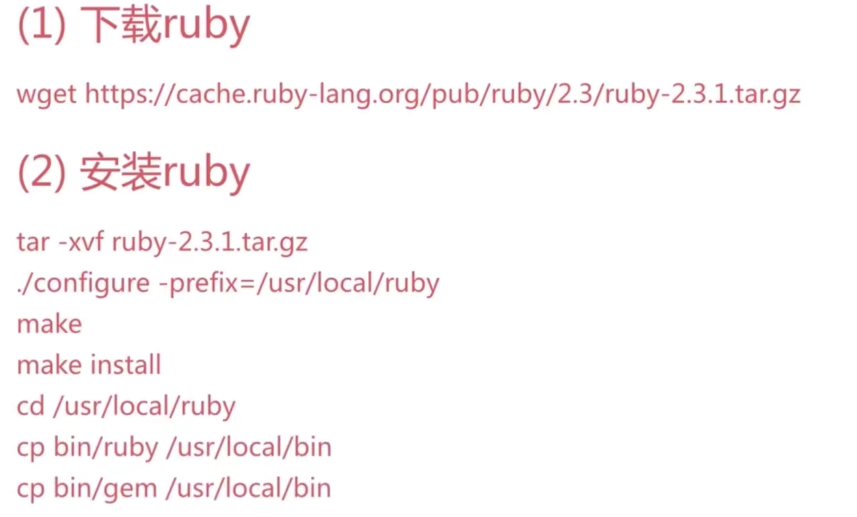 (1) 下载ruby
wget https://cache.ruby-lang.org/pub/ruby/2.3/ruby-2.3.1.tar.gz
(2) 安装ruby
tar -xvf ruby-2.3.1.tar.gz
./configure -prefix=/usr/local/ruby
make
make install
cd /usr/local/ruby
cp bin/ruby /usr/local/bin
cp bin/gem /usr/local/bin